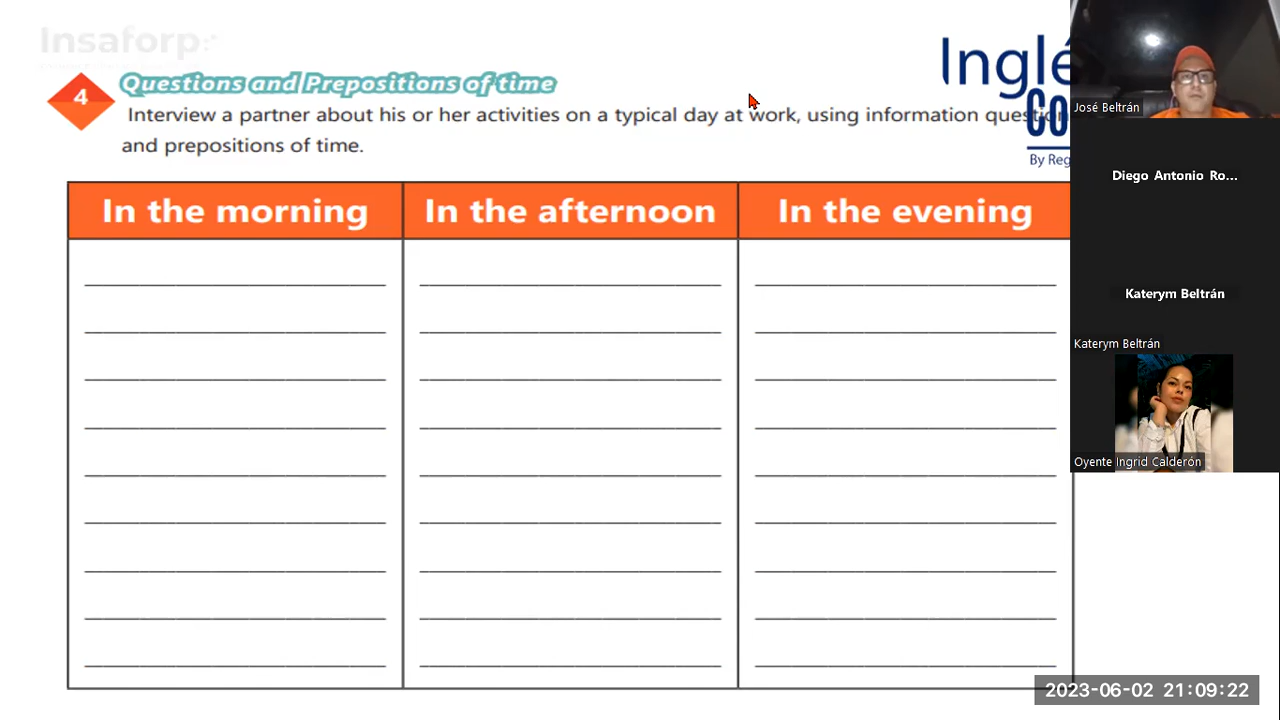 Insaforp
Inglé
CO
By Reg
4
Questions and Prepositions of time
Interview a partner about his or her activities on a typical day at work, using information question
and prepositions of time.
In the morning
In the afternoon
In the evening
José Beltrán
Diego Antonio Ro...
Katerym Beltrán
Katerym Beltrán
Oyente Ingrid Calderón
2023-06-02 21:09:22